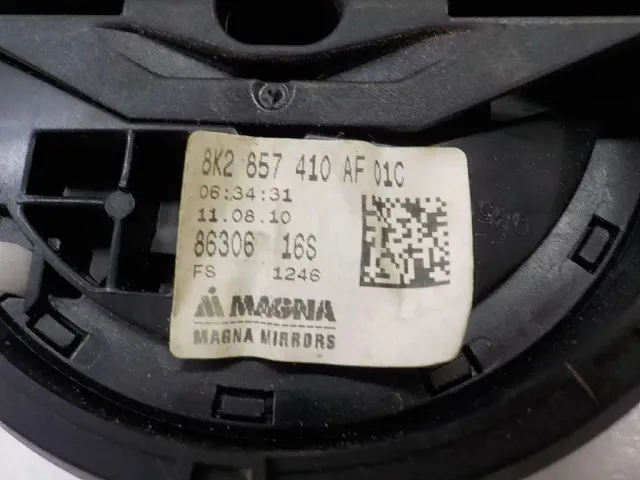 8K2 857 410 AF 01C
06:34:31
11.08.10
86306 16S
FS 1246
MAGNA
MAGNA MIRRORS